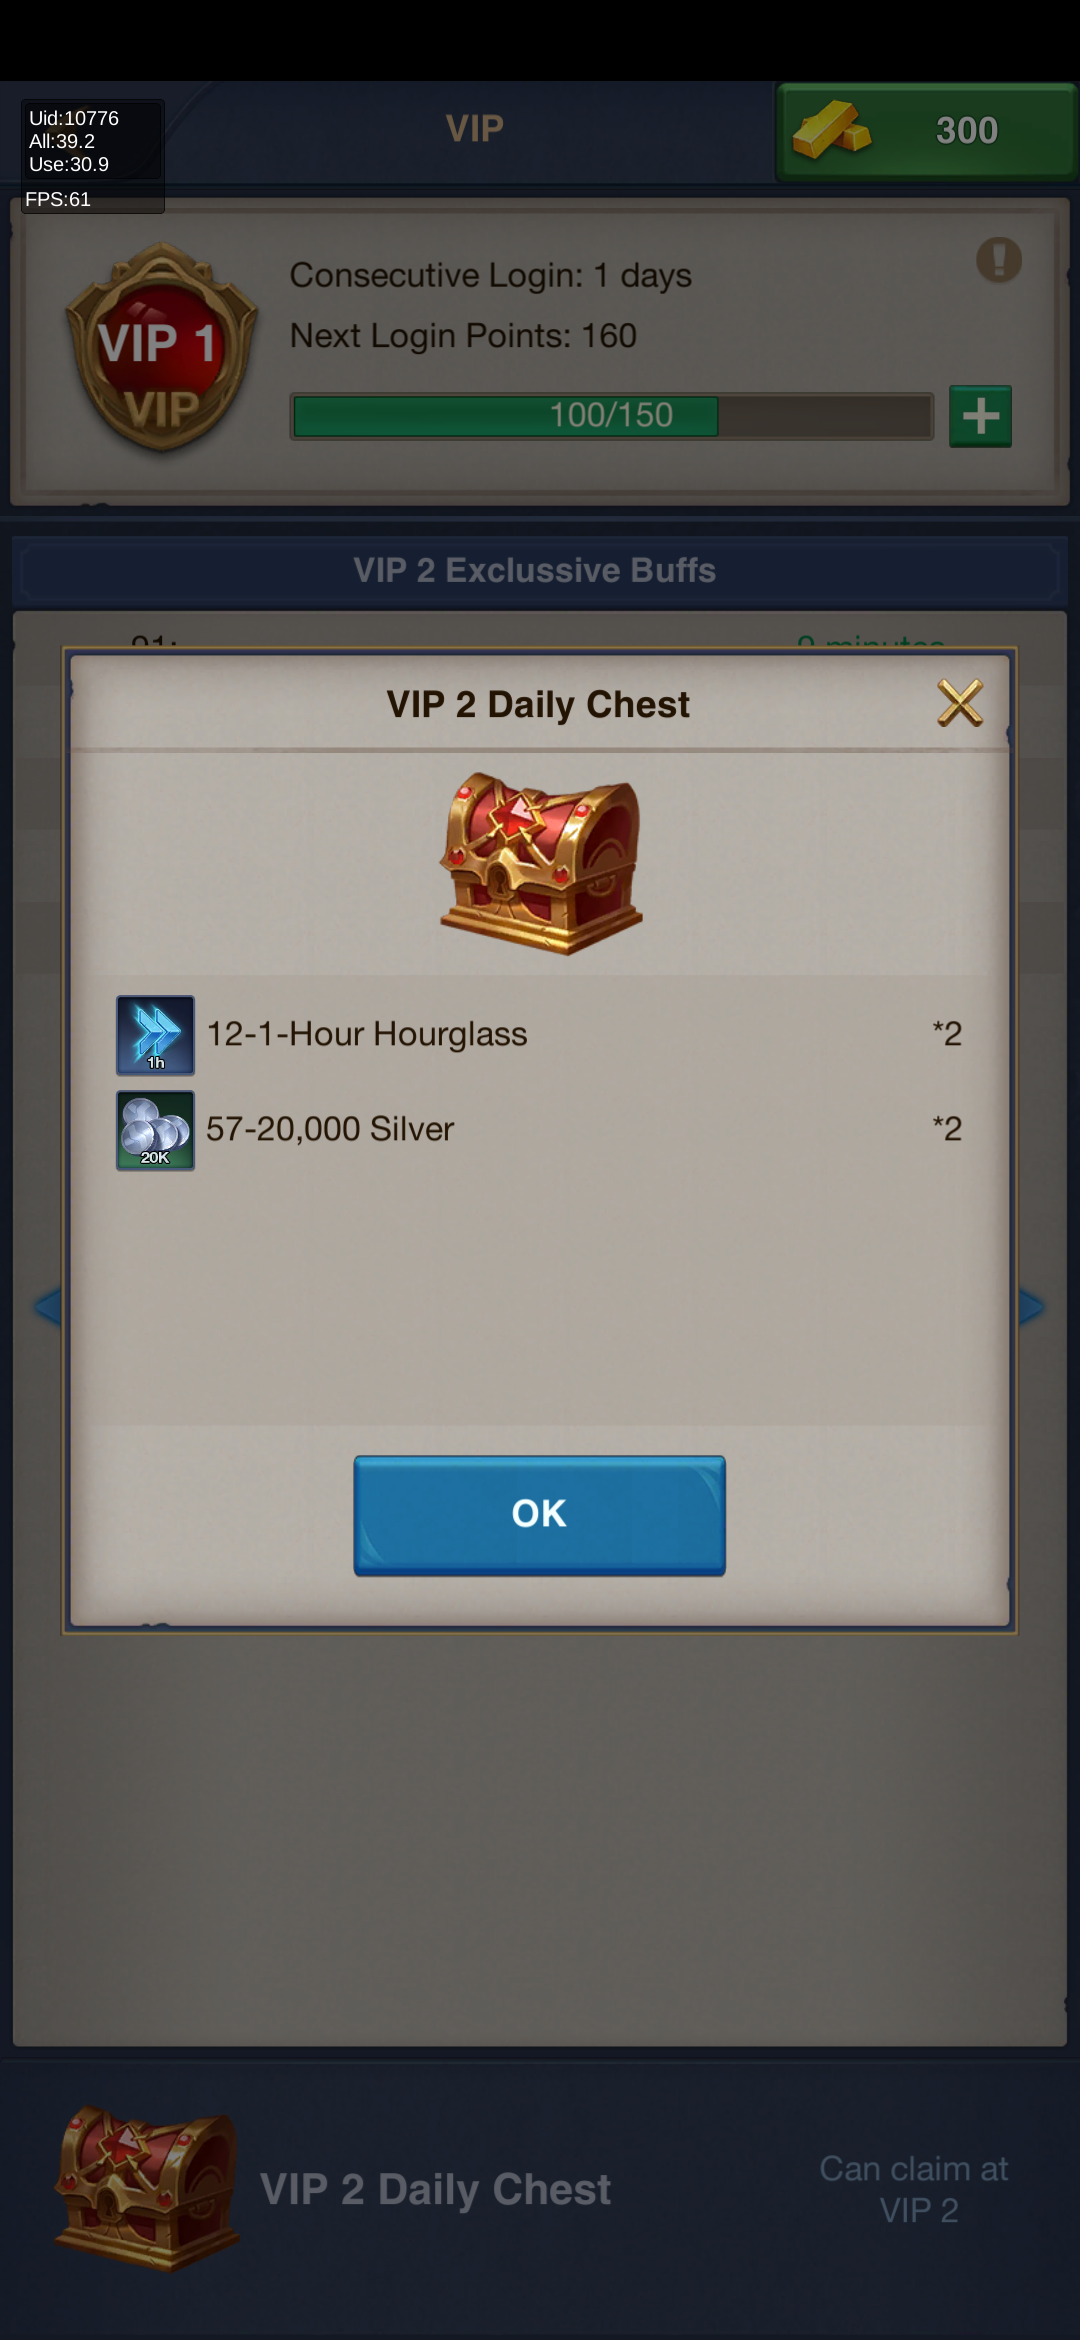 Uid:10776
All:39.2
Use:30.9
FPS:61
VIP
300
VIP 1
VIP
Consecutive Login: 1 days
Next Login Points: 160
100/150
VIP 2 Exclussive Buffs
VIP 2 Daily Chest
1h
12-1-Hour Hourglass *2
20K
57-20,000 Silver *2
OK
VIP 2 Daily Chest
Can claim at
VIP 2